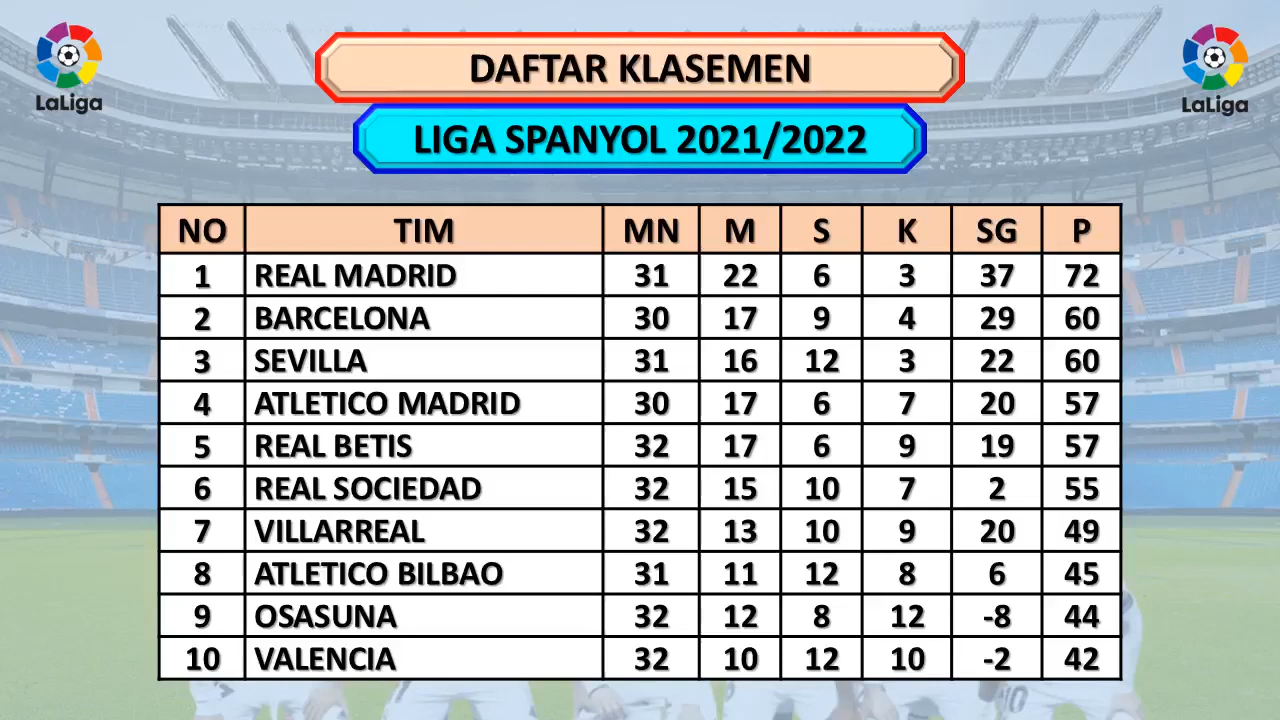 LaLiga
DAFTAR KLASEMEN
LaLiga
LIGA SPANYOL 2021/2022
NO TIM MN M S K SG P
1 REAL MADRID 31 22 6 3 37 72
2 BARCELONA 30 17 9 4 29 60
3 SEVILLA 31 16 12 3 22 60
4 ATLETICO MADRID 30 17 6 7 20 57
5 REAL BETIS 32 17 6 9 19 57
6 REAL SOCIEDAD 32 15 10 7 2 55
7 VILLARREAL 32 13 10 9 20 49
8 ATLETICO BILBAO 31 11 12 8 6 45
9 OSASUNA 32 12 8 12 -8 44
10 VALENCIA 32 10 12 10 -2 42